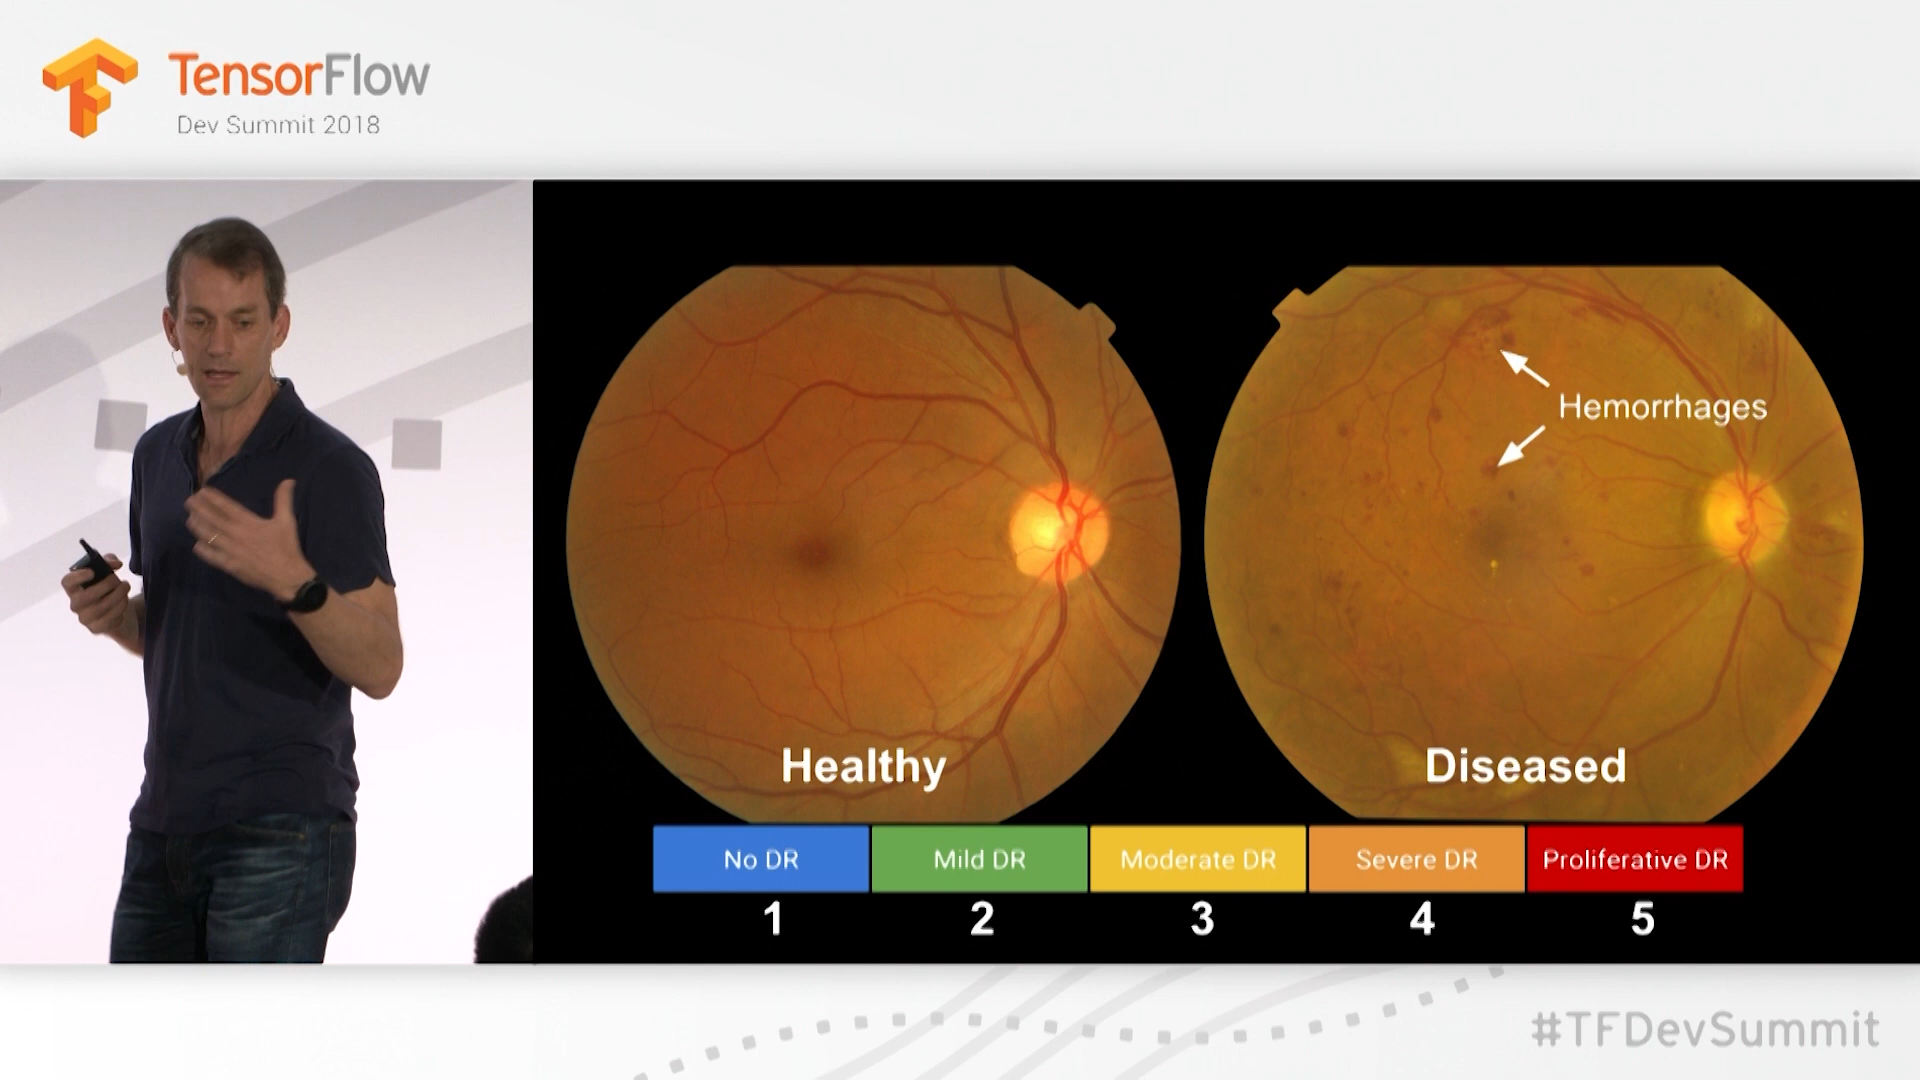 TensorFlow
Dev Summit 2018
Hemorrhages
Healthy
Diseased
No DR
Mild DR
Moderate DR
Severe DR
Proliferative DR
1
2
3
4
5
#TFDevSummit